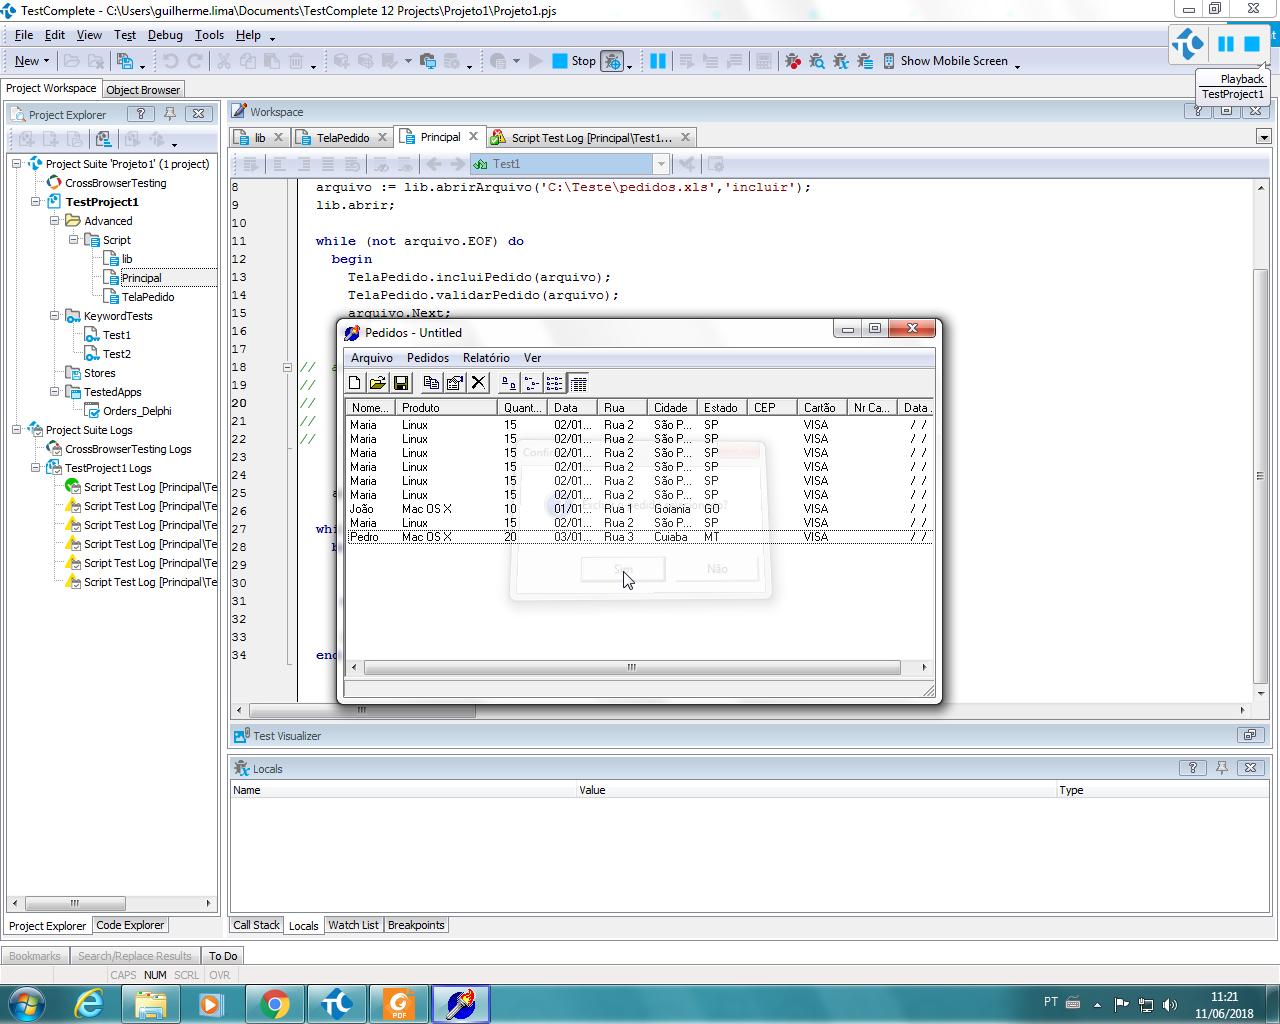 TestComplete - C:\Users\guilherme.lima\Documents\TestComplete 12 Projects\Projeto1\Projeto1.pjs
File Edit View Test Debug Tools Help
New Stop Show Mobile Screen
Playback
TestProject1
Project Workspace Object Browser
Project Explorer
Workspace
lib TelaPedido Principal Script Test Log [Principal\Test1...
Test1
Project Suite 'Projeto1' (1 project)
CrossBrowserTesting
TestProject1
Advanced
Script
lib
Principal
TelaPedido
KeywordTests
Test1
Test2
Stores
TestedApps
Orders_Delphi
Project Suite Logs
CrossBrowserTesting Logs
TestProject1 Logs
Script Test Log [Principal\Te
Script Test Log [Principal\Te
Script Test Log [Principal\Te
Script Test Log [Principal\Te
Script Test Log [Principal\Te
Script Test Log [Principal\Te
8 arquivo := lib.abrirArquivo('C:\Teste\pedidos.xls','incluir');
9 lib.abrir;
10
11 while (not arquivo.EOF) do
12 begin
13 TelaPedido.incluiPedido(arquivo);
14 TelaPedido.validarPedido(arquivo);
15 arquivo.Next;
16
17
18 // a
19 //
20 //
21 //
22 //
23
24
25 a
26
27 whi
28 b
29
30
31
32
33
34 end
Pedidos - Untitled
Arquivo Pedidos Relatório Ver
Nome... Produto Quant... Data Rua Cidade Estado CEP Cartão Nr Ca... Data .
Maria Linux 15 02/01... Rua 2 São P... SP VISA / /
Maria Linux 15 02/01... Rua 2 São P... SP VISA / /
Maria Linux 15 02/01... Rua 2 São P... SP VISA / /
Maria Linux 15 02/01... Rua 2 São P... SP VISA / /
Maria Linux 15 02/01... Rua 2 São P... SP VISA / /
Maria Linux 15 02/01... Rua 2 São P... SP VISA / /
João Mac OS X 10 01/01... Rua 1 Goiania GO VISA / /
Maria Linux 15 02/01... Rua 2 São P... SP VISA / /
Pedro Mac OS X 20 03/01... Rua 3 Cuiaba MT VISA / /
Sim Não
Test Visualizer
Locals
Name Value Type
Project Explorer Code Explorer
Call Stack Locals Watch List Breakpoints
Bookmarks Search/Replace Results To Do
CAPS NUM SCRL OVR
PDF
PT
11:21
11/06/2018